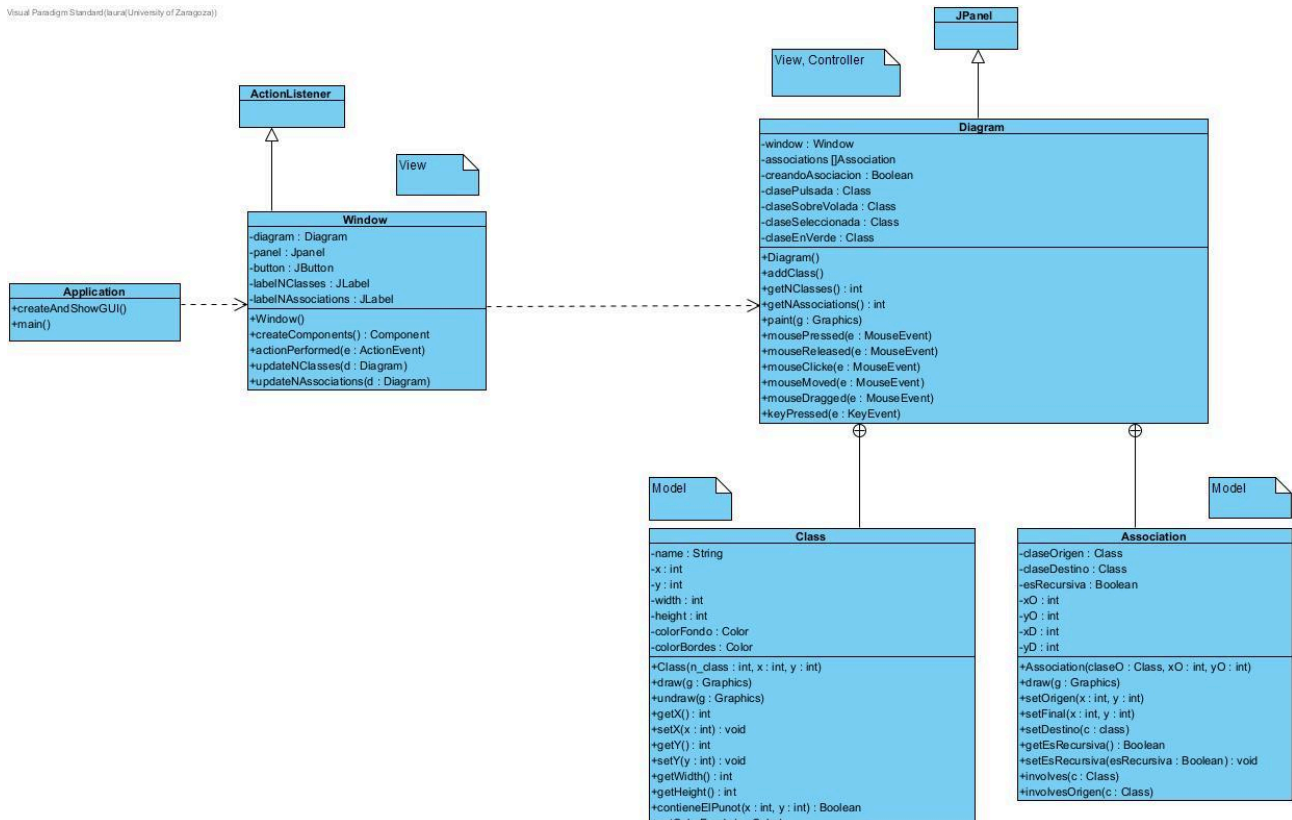 Visual Paradigm Standard(laura(University of Zaragoza))
JPanel
View, Controller
ActionListener
View
Diagram
-window : Window
-associations []Association
-creandoAsociacion : Boolean
-clasePulsada : Class
-claseSobreVolada : Class
-claseSeleccionada : Class
-claseEnVerde : Class
+Diagram()
+addClass()
+getNClasses() : int
+getNAssociations() : int
+paint(g : Graphics)
+mousePressed(e : MouseEvent)
+mouseReleased(e : MouseEvent)
+mouseClicke(e : MouseEvent)
+mouseMoved(e : MouseEvent)
+mouseDragged(e : MouseEvent)
+keyPressed(e : KeyEvent)
Window
-diagram : Diagram
-panel : Jpanel
-button : JButton
-labelNClasses : JLabel
-labelNAssociations : JLabel
+Window()
+createComponents() : Component
+actionPerformed(e : ActionEvent)
+updateNClasses(d : Diagram)
+updateNAssociations(d : Diagram)
Application
+createAndShowGUI()
+main()
Model
Class
-name : String
-x : int
-y : int
-width : int
-height : int
-colorFondo : Color
-colorBordes : Color
+Class(n_class : int, x : int, y : int)
+draw(g : Graphics)
+undraw(g : Graphics)
+getX() : int
+setX(x : int) : void
+getY() : int
+setY(y : int) : void
+getWidth() : int
+getHeight() : int
+contieneElPunot(x : int, y : int) : Boolean
Model
Association
-claseOrigen : Class
-claseDestino : Class
-esRecursiva : Boolean
-xO : int
-yO : int
-xD : int
-yD : int
+Association(claseO : Class, xO : int, yO : int)
+draw(g : Graphics)
+setOrigen(x : int, y : int)
+setFinal(x : int, y : int)
+setDestino(c : class)
+getEsRecursiva() : Boolean
+setEsRecursiva(esRecursiva : Boolean) : void
+involves(c : Class)
+involvesOrigen(c : Class)